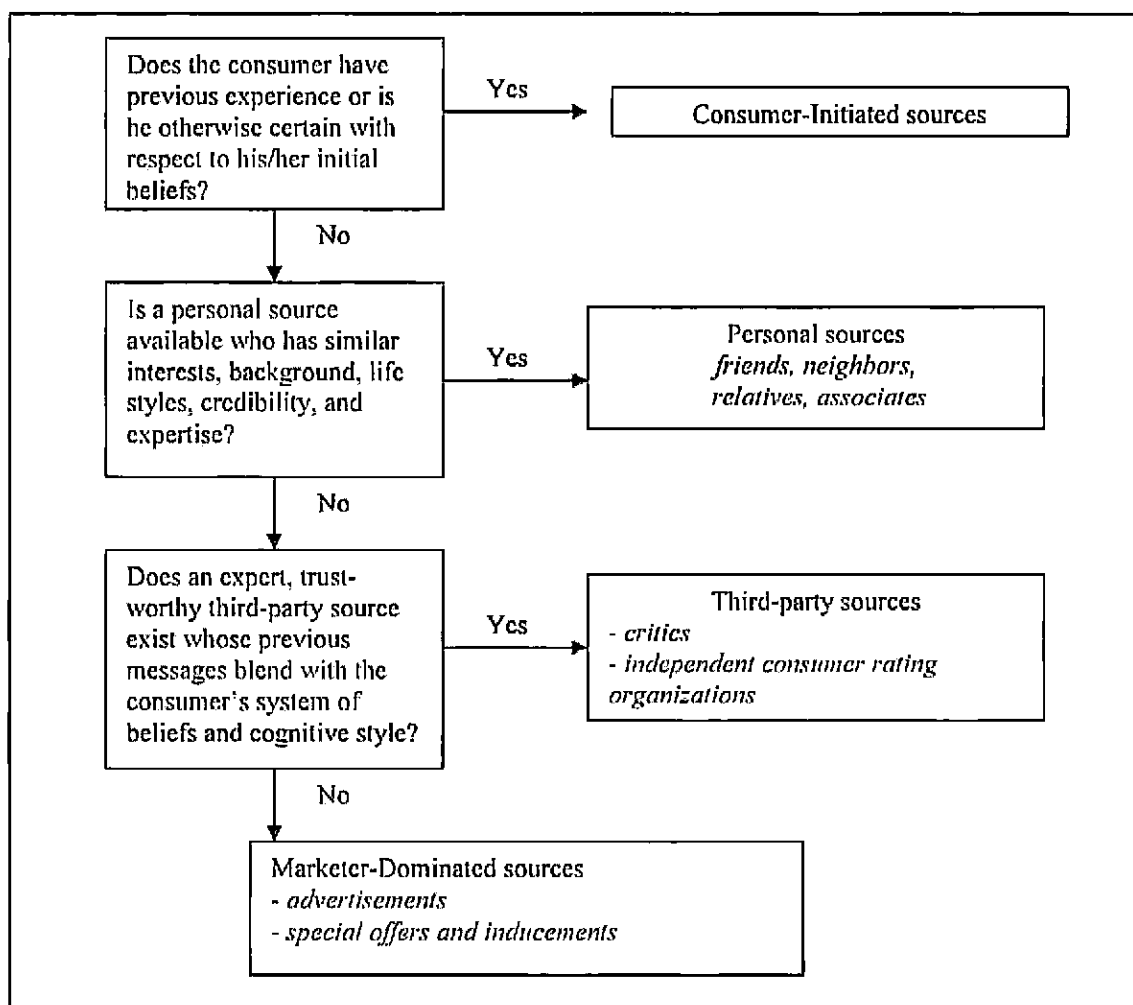 Does the consumer have
previous experience or is
he otherwise certain with
respect to his/her initial
beliefs?
Yes
Consumer-Initiated sources
No
Is a personal source
available who has similar
interests, background, life
styles, credibility, and
expertise?
Yes
Personal sources
friends, neighbors,
relatives, associates
No
Does an expert, trust-
worthy third-party source
exist whose previous
messages blend with the
consumer's system of
beliefs and cognitive style?
Yes
Third-party sources
- critics
- independent consumer rating
organizations
No
Marketer-Dominated sources
- advertisements
- special offers and inducements